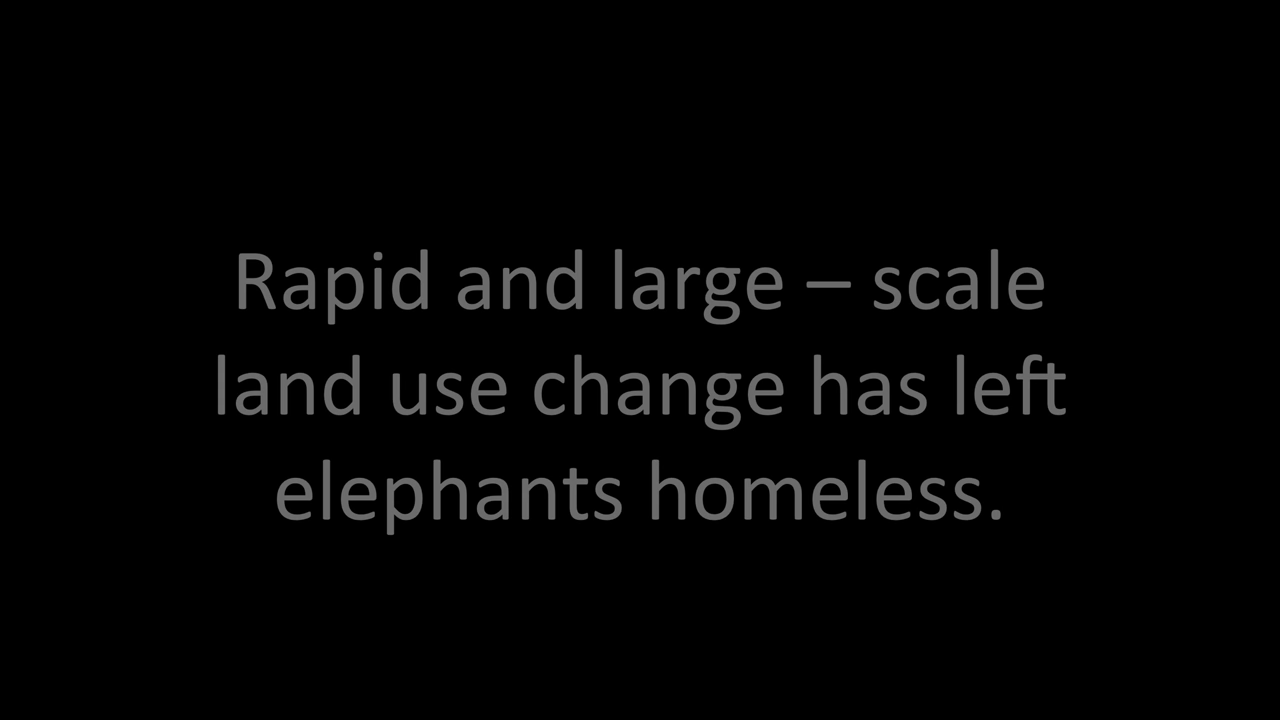 Rapid and large – scale
land use change has left
elephants homeless.